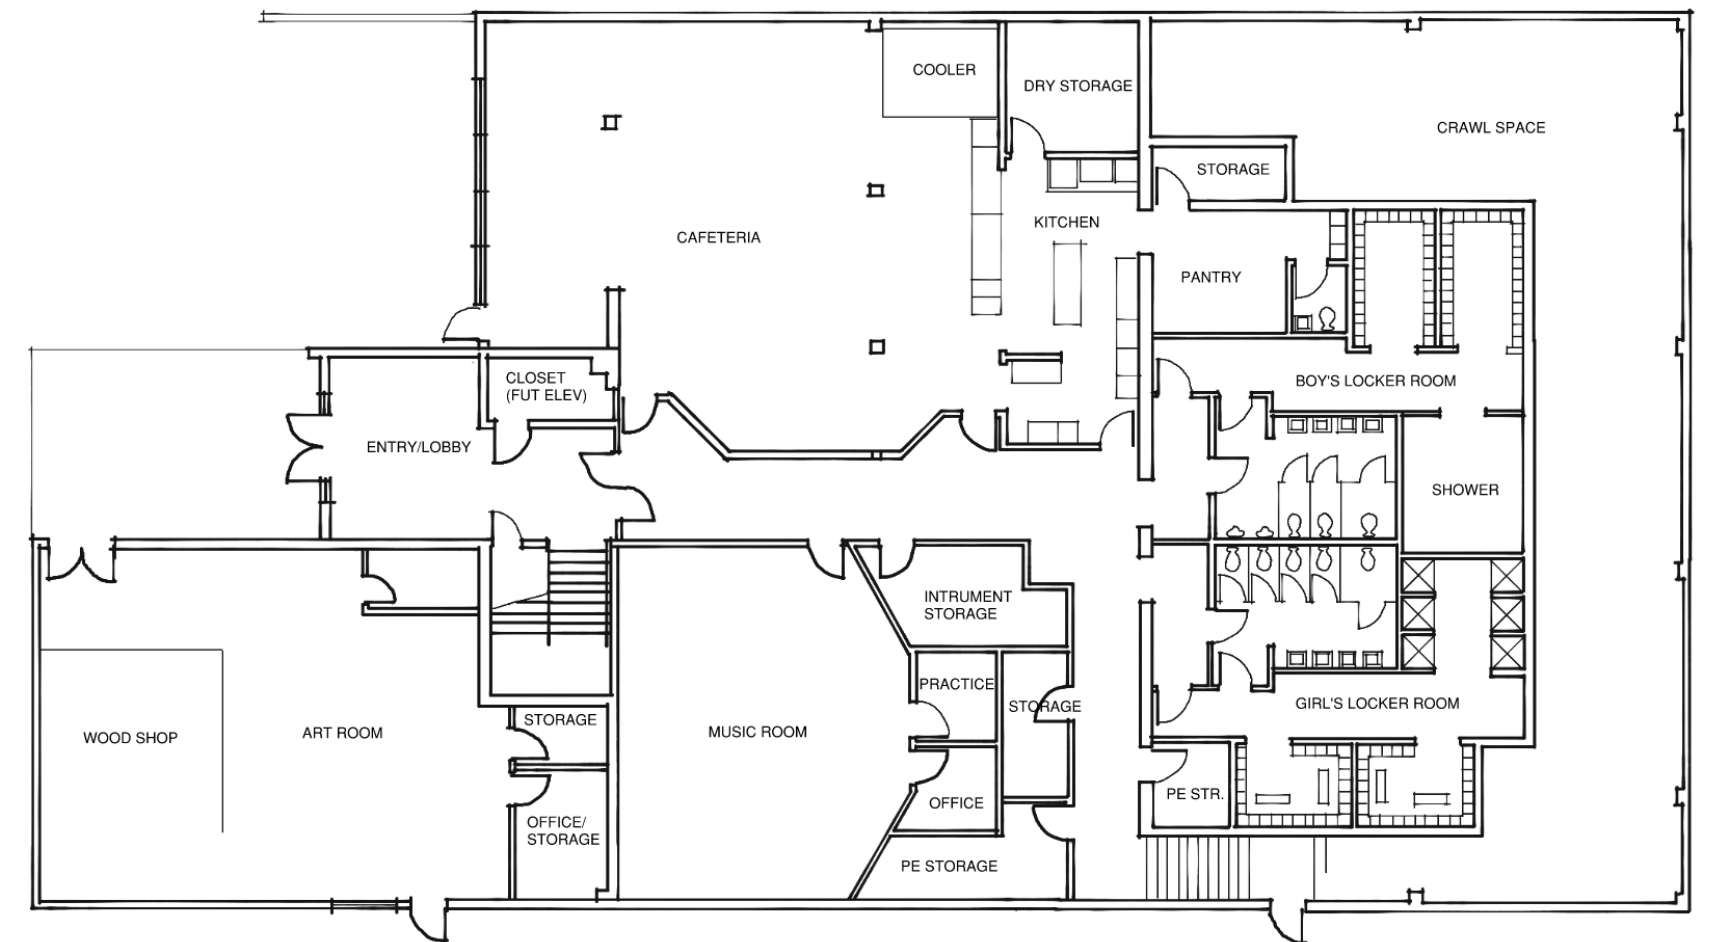 COOLER
DRY STORAGE
CRAWL SPACE
STORAGE
KITCHEN
CAFETERIA
PANTRY
CLOSET
(FUT ELEV)
BOY'S LOCKER ROOM
ENTRY/LOBBY
SHOWER
INTRUMENT
STORAGE
PRACTICE
STORAGE
GIRL'S LOCKER ROOM
STORAGE
WOOD SHOP
ART ROOM
MUSIC ROOM
PE STR.
OFFICE
OFFICE/
STORAGE
PE STORAGE